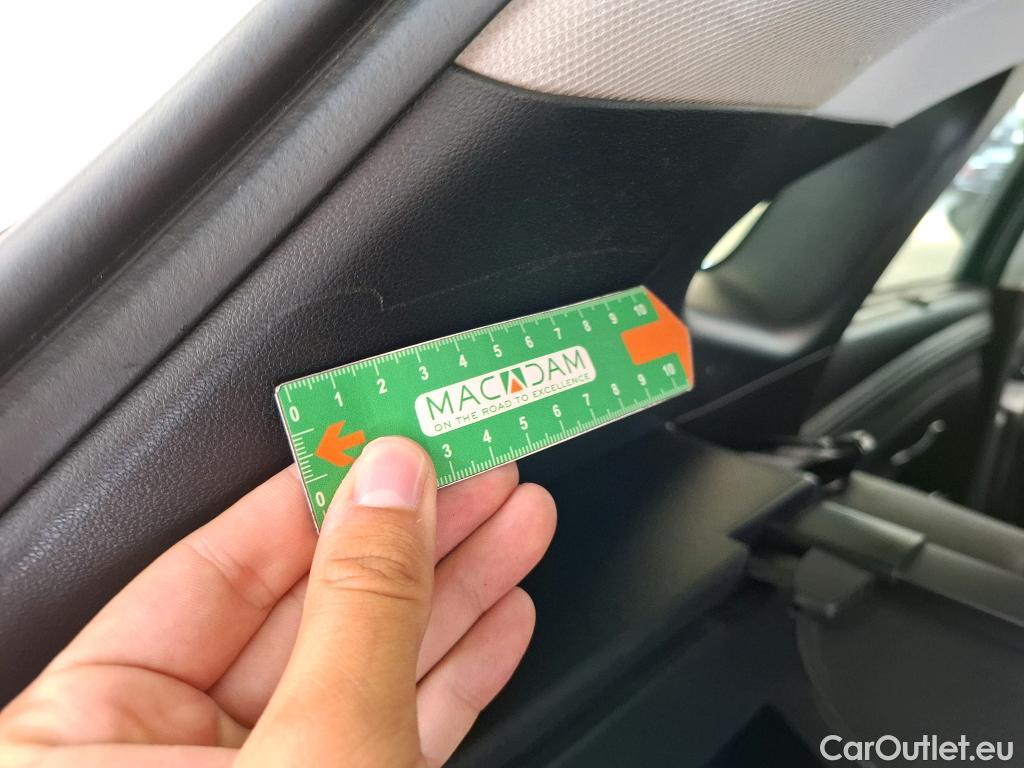 0 1 2 3 4 5 6 7 8 9 10
MACADAM
ON THE ROAD TO EXCELLENCE
0 3 4 5 6 7 8 9 10
CarOutlet.eu